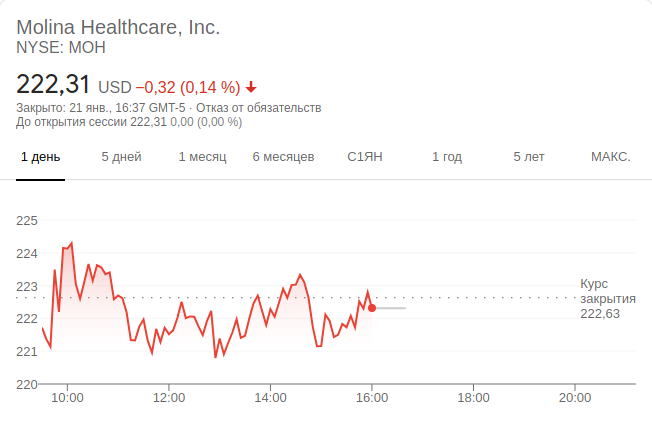 Molina Healthcare, Inc.
NYSE: MOH
222,31 USD −0,32 (0,14 %)
Закрыто: 21 янв., 16:37 GMT-5 · Отказ от обязательств
До открытия сессии 222,31 0,00 (0,00 %)
1 день 5 дней 1 месяц 6 месяцев С1ЯН 1 год 5 лет МАКС.
225
224
223
222
221
220
Курс
закрытия
222,63
10:00 12:00 14:00 16:00 18:00 20:00